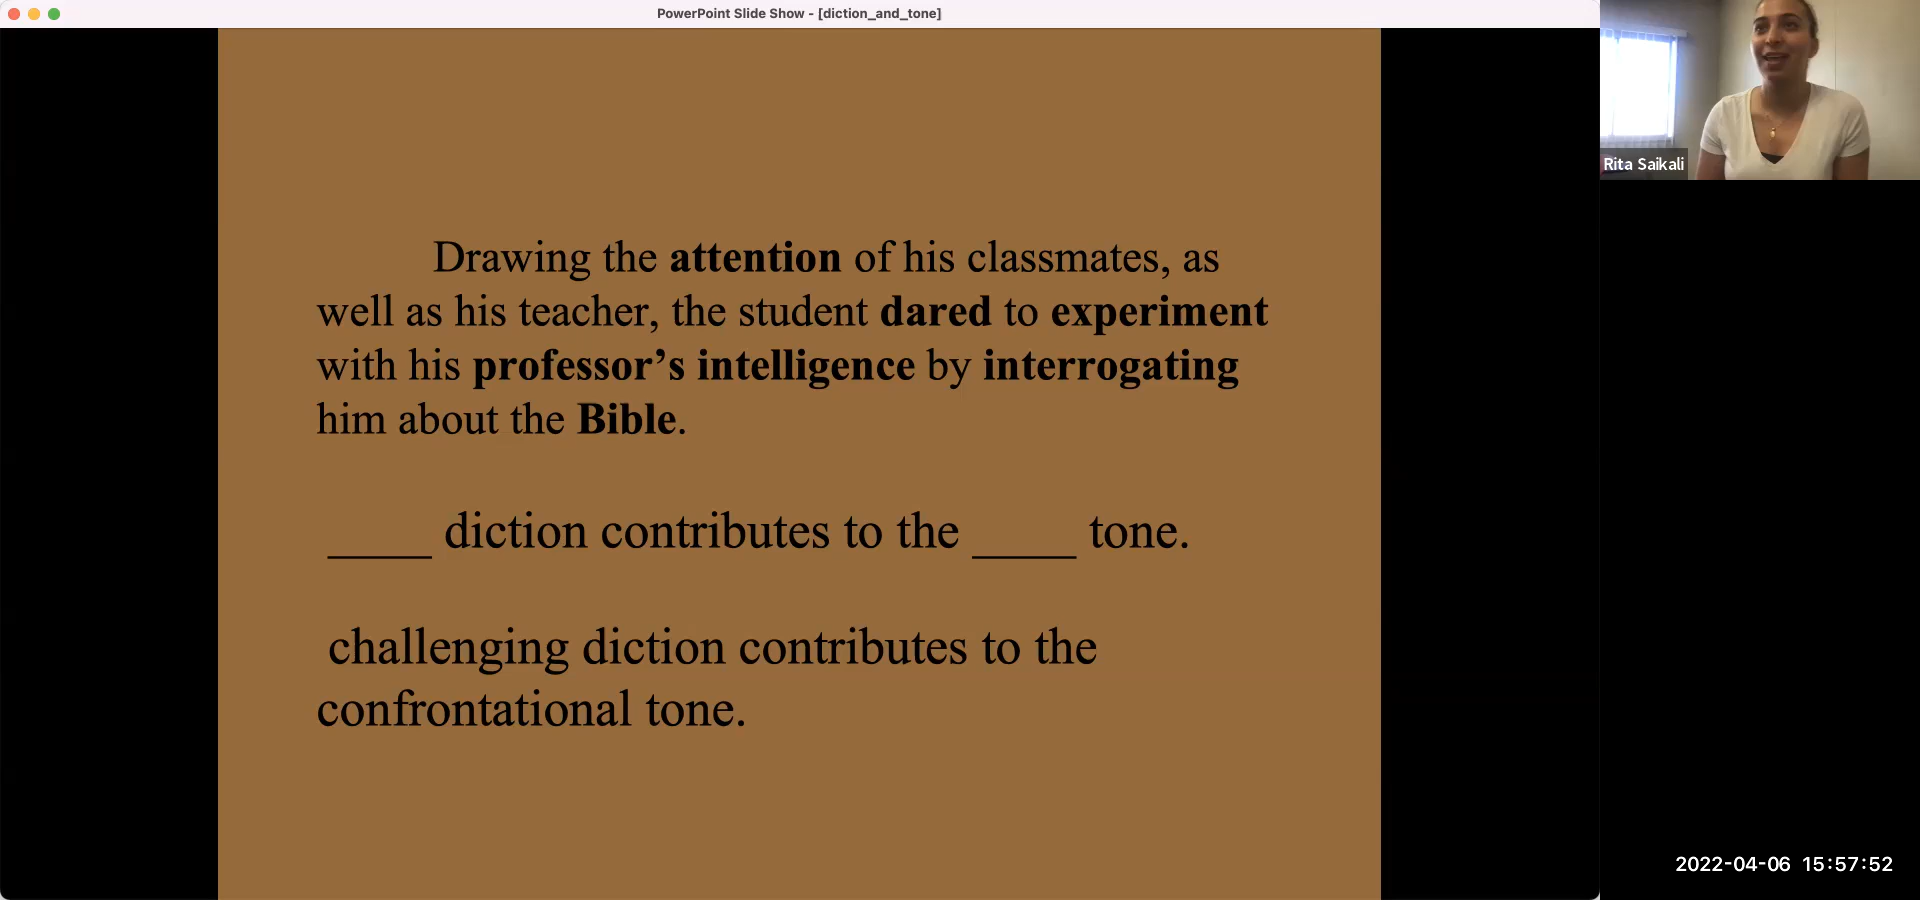 PowerPoint Slide Show - [diction_and_tone]
Drawing the attention of his classmates, as
well as his teacher, the student dared to experiment
with his professor’s intelligence by interrogating
him about the Bible.
____ diction contributes to the ____ tone.
challenging diction contributes to the
confrontational tone.
Rita Saikali
2022-04-06 15:57:52